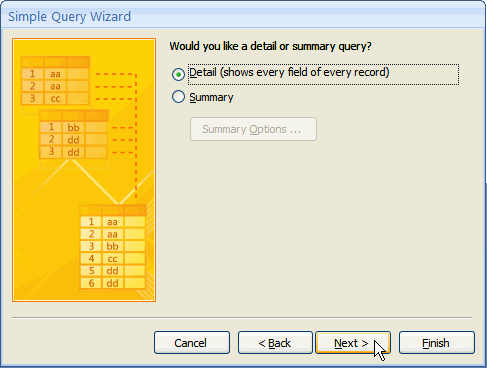 Simple Query Wizard
Would you like a detail or summary query?
Detail (shows every field of every record)
Summary
Summary Options ...
1 aa
2 aa
3 cc
1 bb
2 dd
3 dd
1 aa
2 aa
3 bb
4 cc
5 dd
6 dd
Cancel
< Back
Next >
Finish